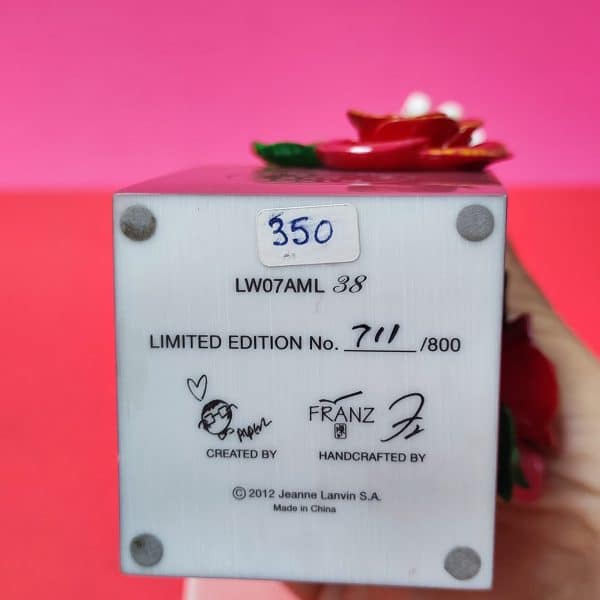 350
LW07AML 38
LIMITED EDITION No. 711 /800
FRANZ
CREATED BY
HANDCRAFTED BY
© 2012 Jeanne Lanvin S.A.
Made in China